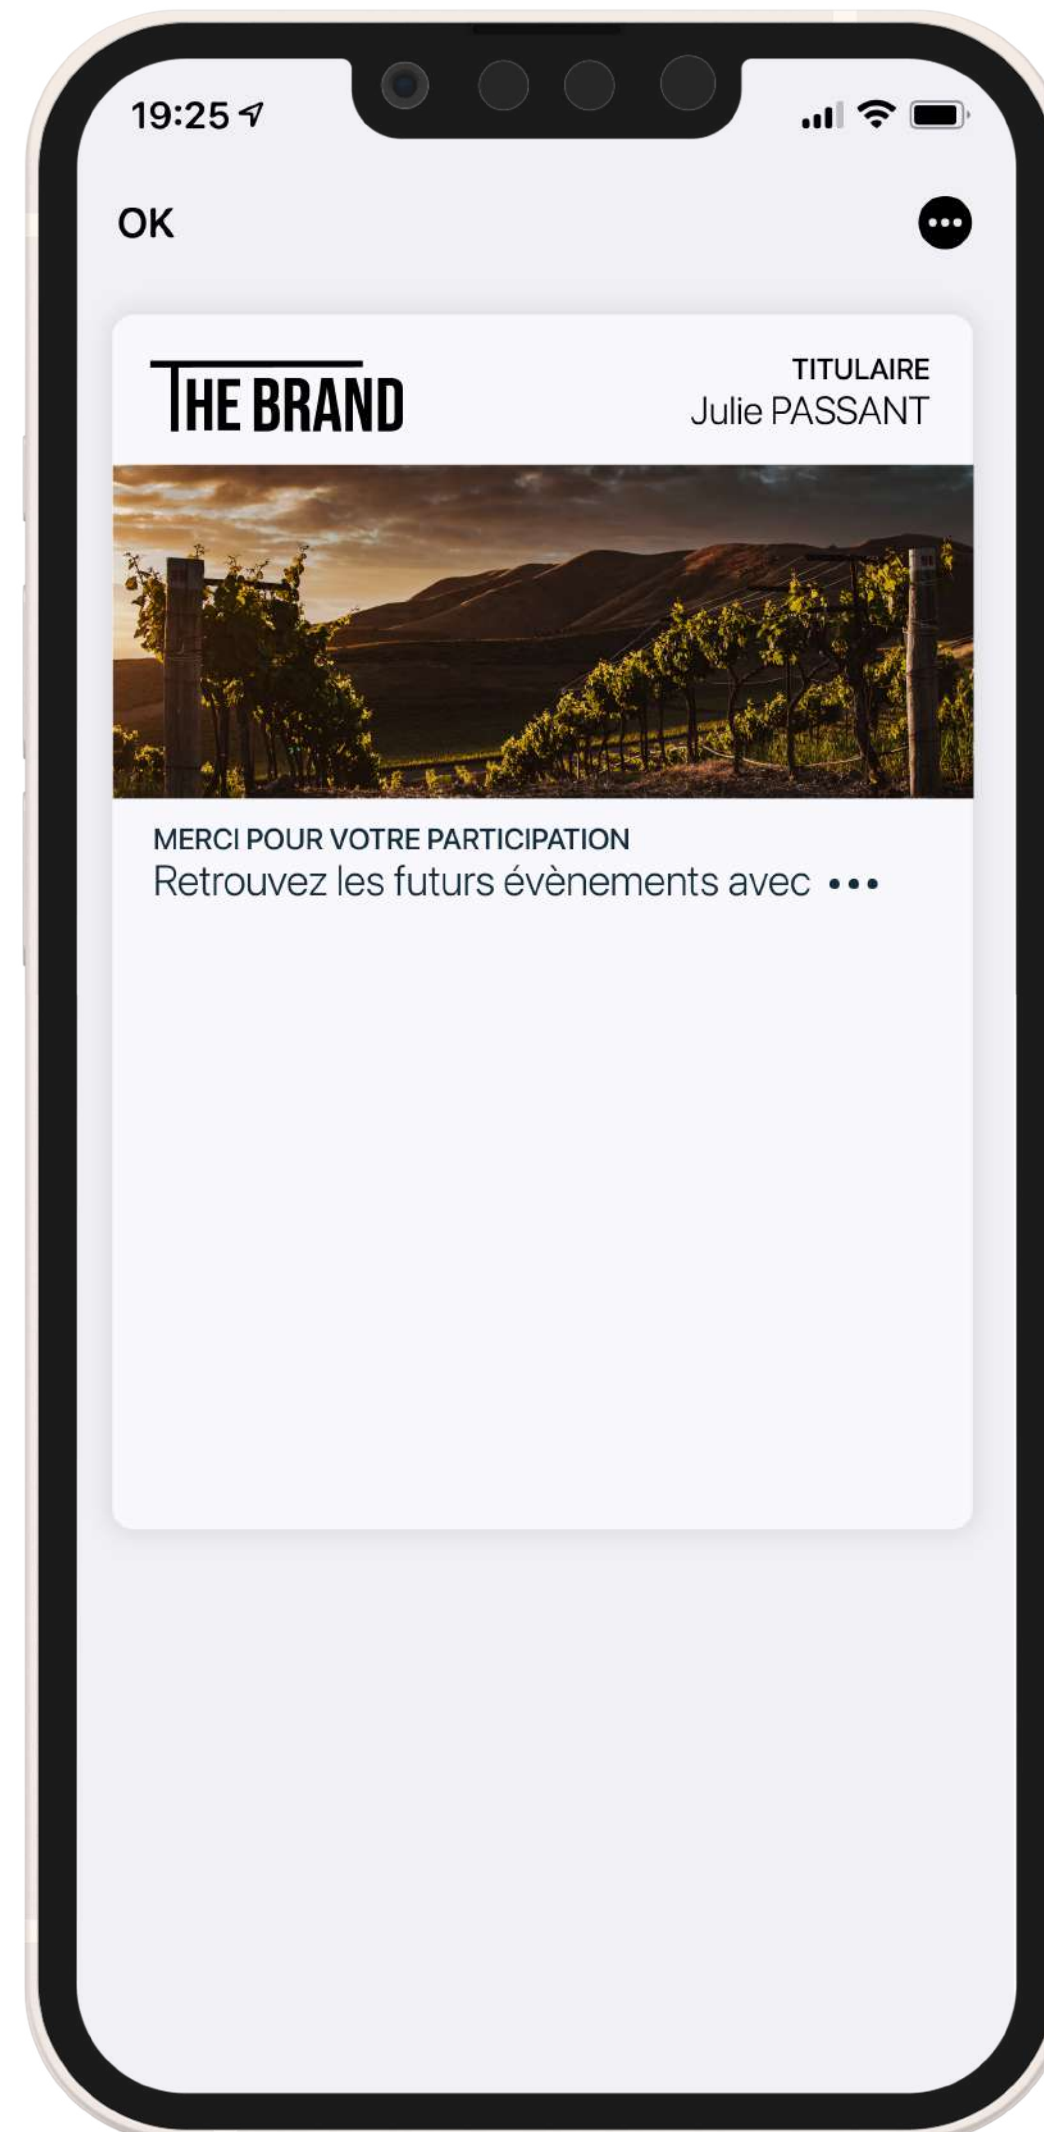 19:25
OK
THE BRAND
TITULAIRE
Julie PASSANT
MERCI POUR VOTRE PARTICIPATION
Retrouvez les futurs évènements avec •••